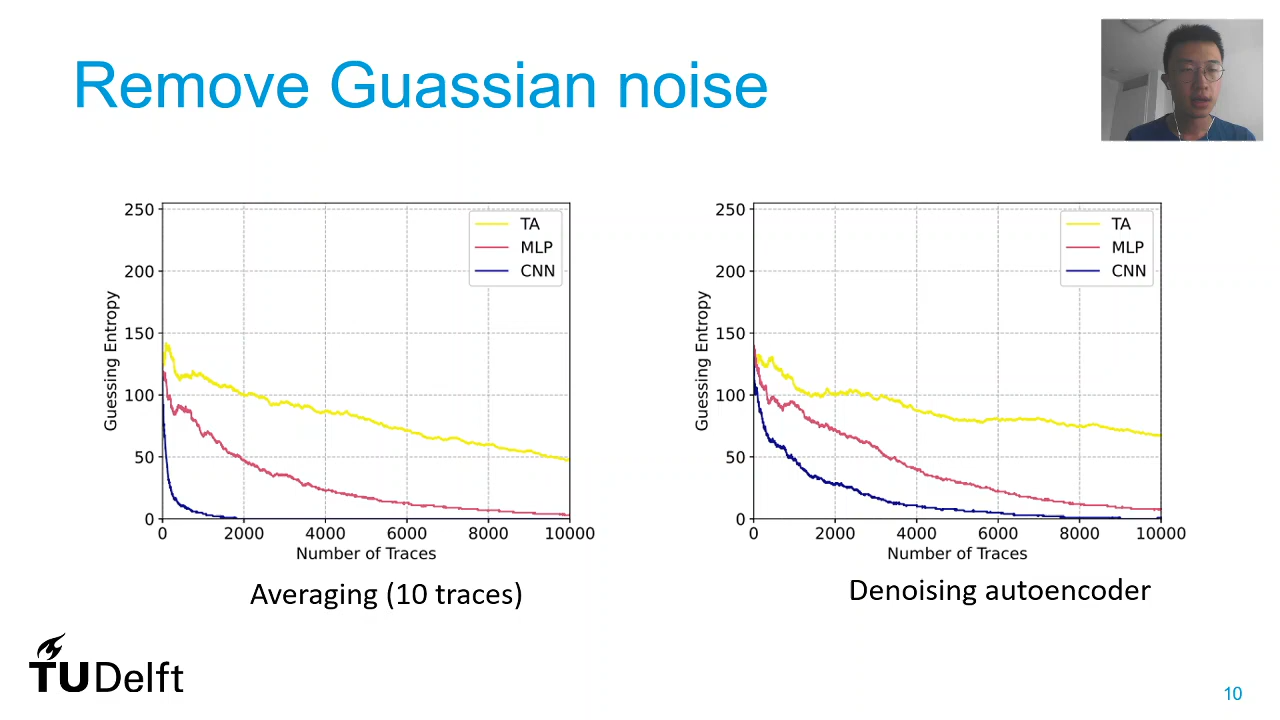 Remove Guassian noise
250
200
150
100
50
0
0 2000 4000 6000 8000 10000
Guessing Entropy
Number of Traces
TA
MLP
CNN
Averaging (10 traces)
250
200
150
100
50
0
0 2000 4000 6000 8000 10000
Guessing Entropy
Number of Traces
TA
MLP
CNN
Denoising autoencoder
TUDelft
10